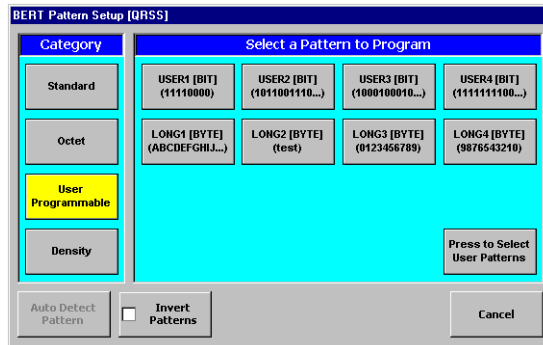 BERT Pattern Setup [QRSS]
Category
Select a Pattern to Program
Standard
USER1 [BIT]
(11110000)
USER2 [BIT]
(1011001110...)
USER3 [BIT]
(1000100010...)
USER4 [BIT]
(1111111100...)
Octet
LONG1 [BYTE]
(ABCDEFGHIJ...)
LONG2 [BYTE]
(test)
LONG3 [BYTE]
(0123456789)
LONG4 [BYTE]
(9876543210)
User
Programmable
Density
Press to Select
User Patterns
Auto Detect
Pattern
Invert
Patterns
Cancel